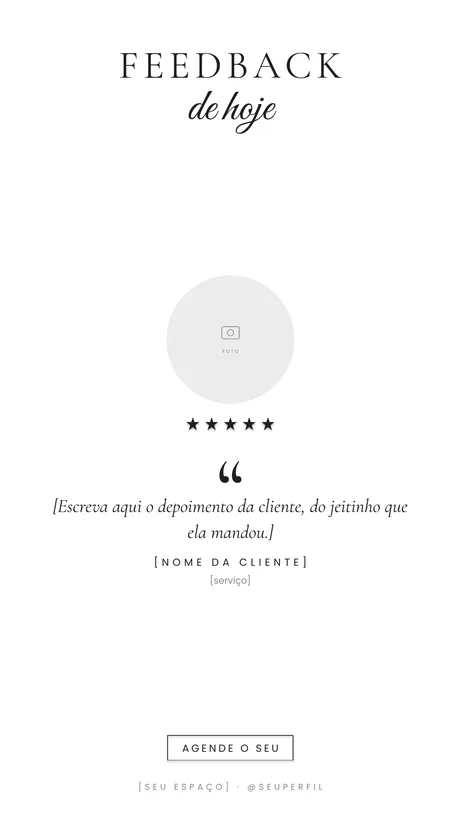 FEEDBACK
de hoje
FOTO
★★★★★
“
[Escreva aqui o depoimento da cliente, do jeitinho que
ela mandou.]
[NOME DA CLIENTE]
[serviço]
AGENDE O SEU
[SEU ESPAÇO] · @SEUPERFIL